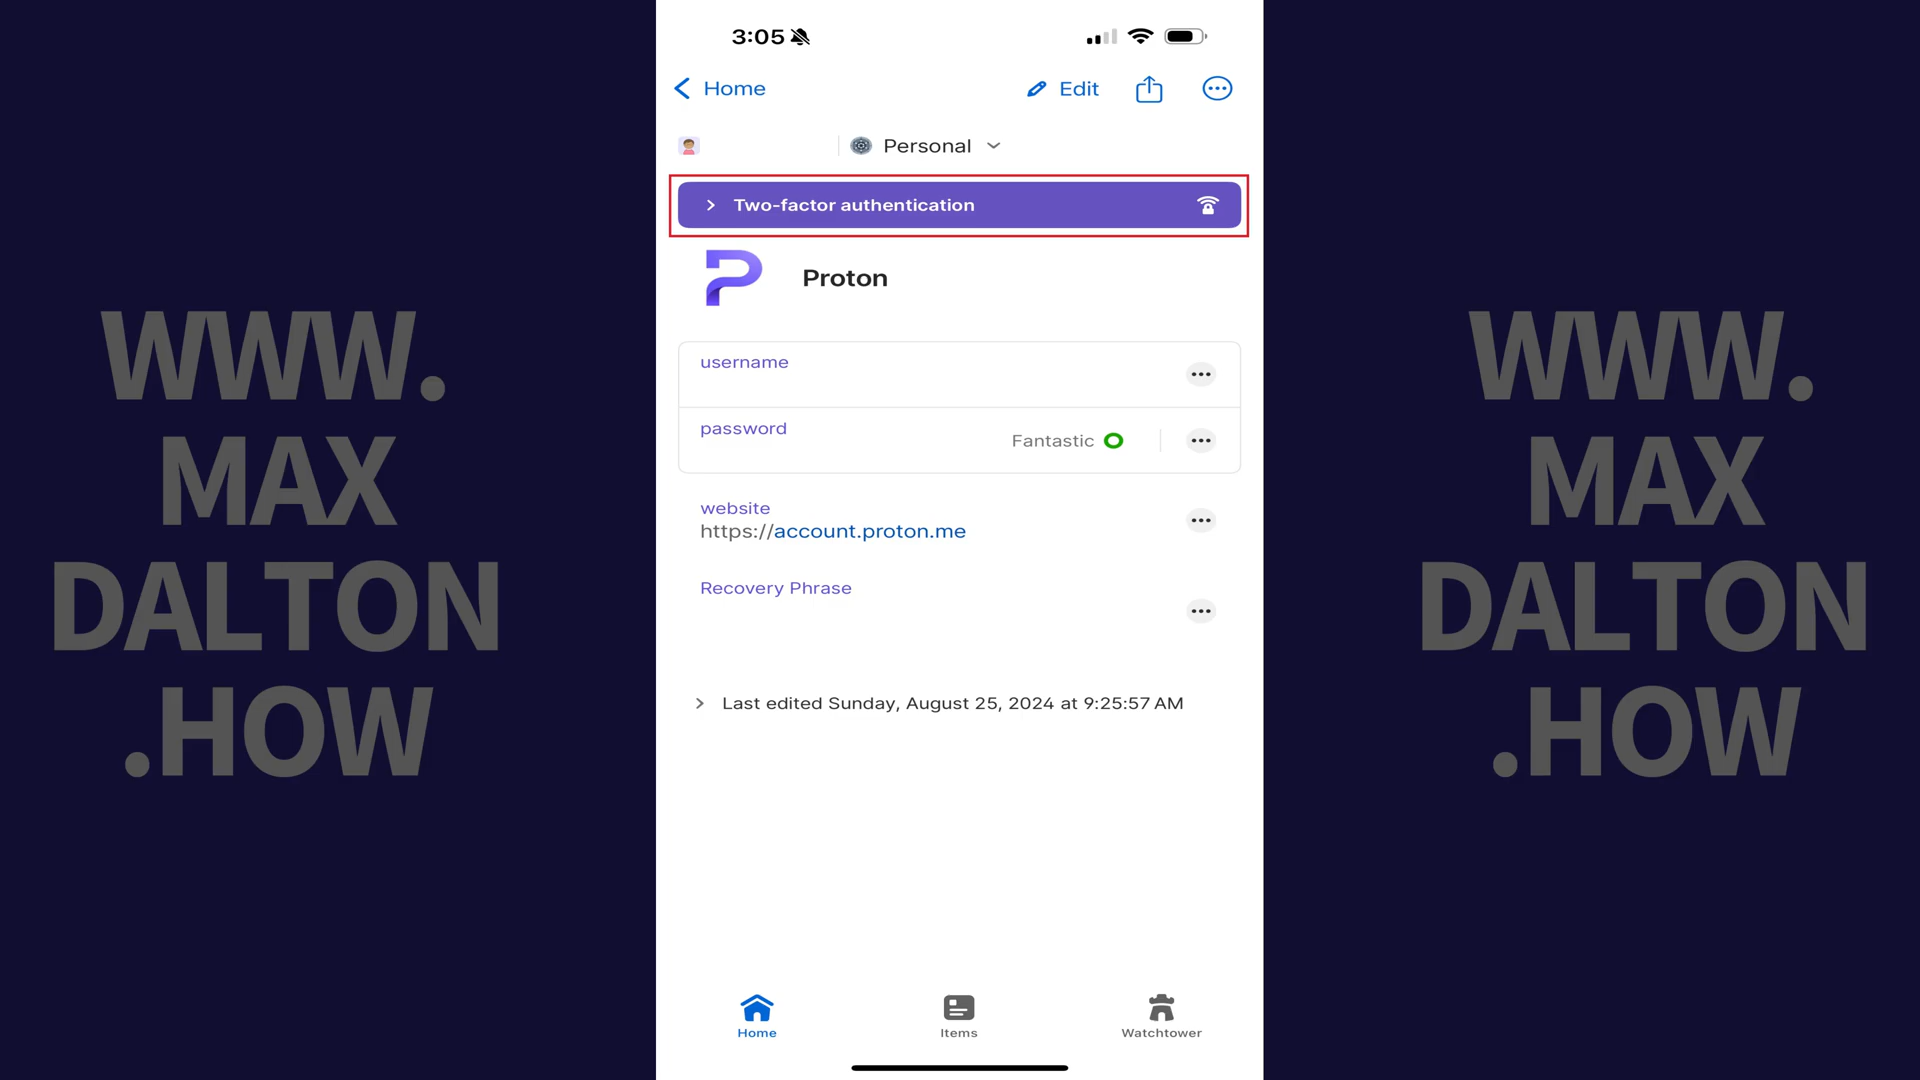 3:05
Home
Edit
Personal
Two-factor authentication
Proton
username
password
Fantastic
website
https://account.proton.me
Recovery Phrase
Last edited Sunday, August 25, 2024 at 9:25:57 AM
Home
Items
Watchtower
WWW.
MAX
DALTON
.HOW
WWW.
MAX
DALTON
.HOW